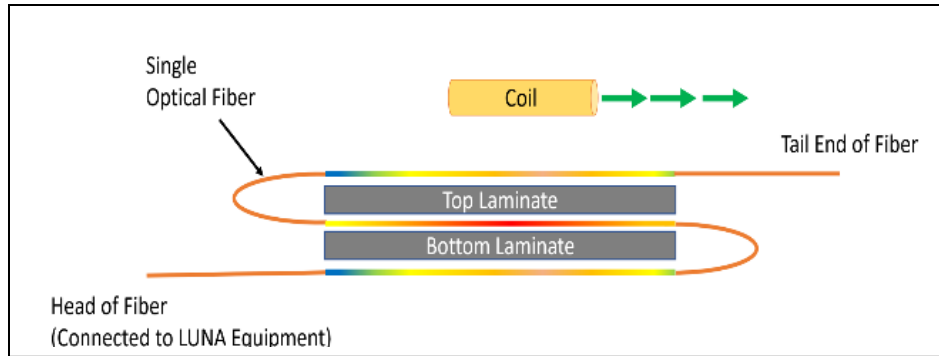 Single
Optical Fiber
Coil
Tail End of Fiber
Top Laminate
Bottom Laminate
Head of Fiber
(Connected to LUNA Equipment)